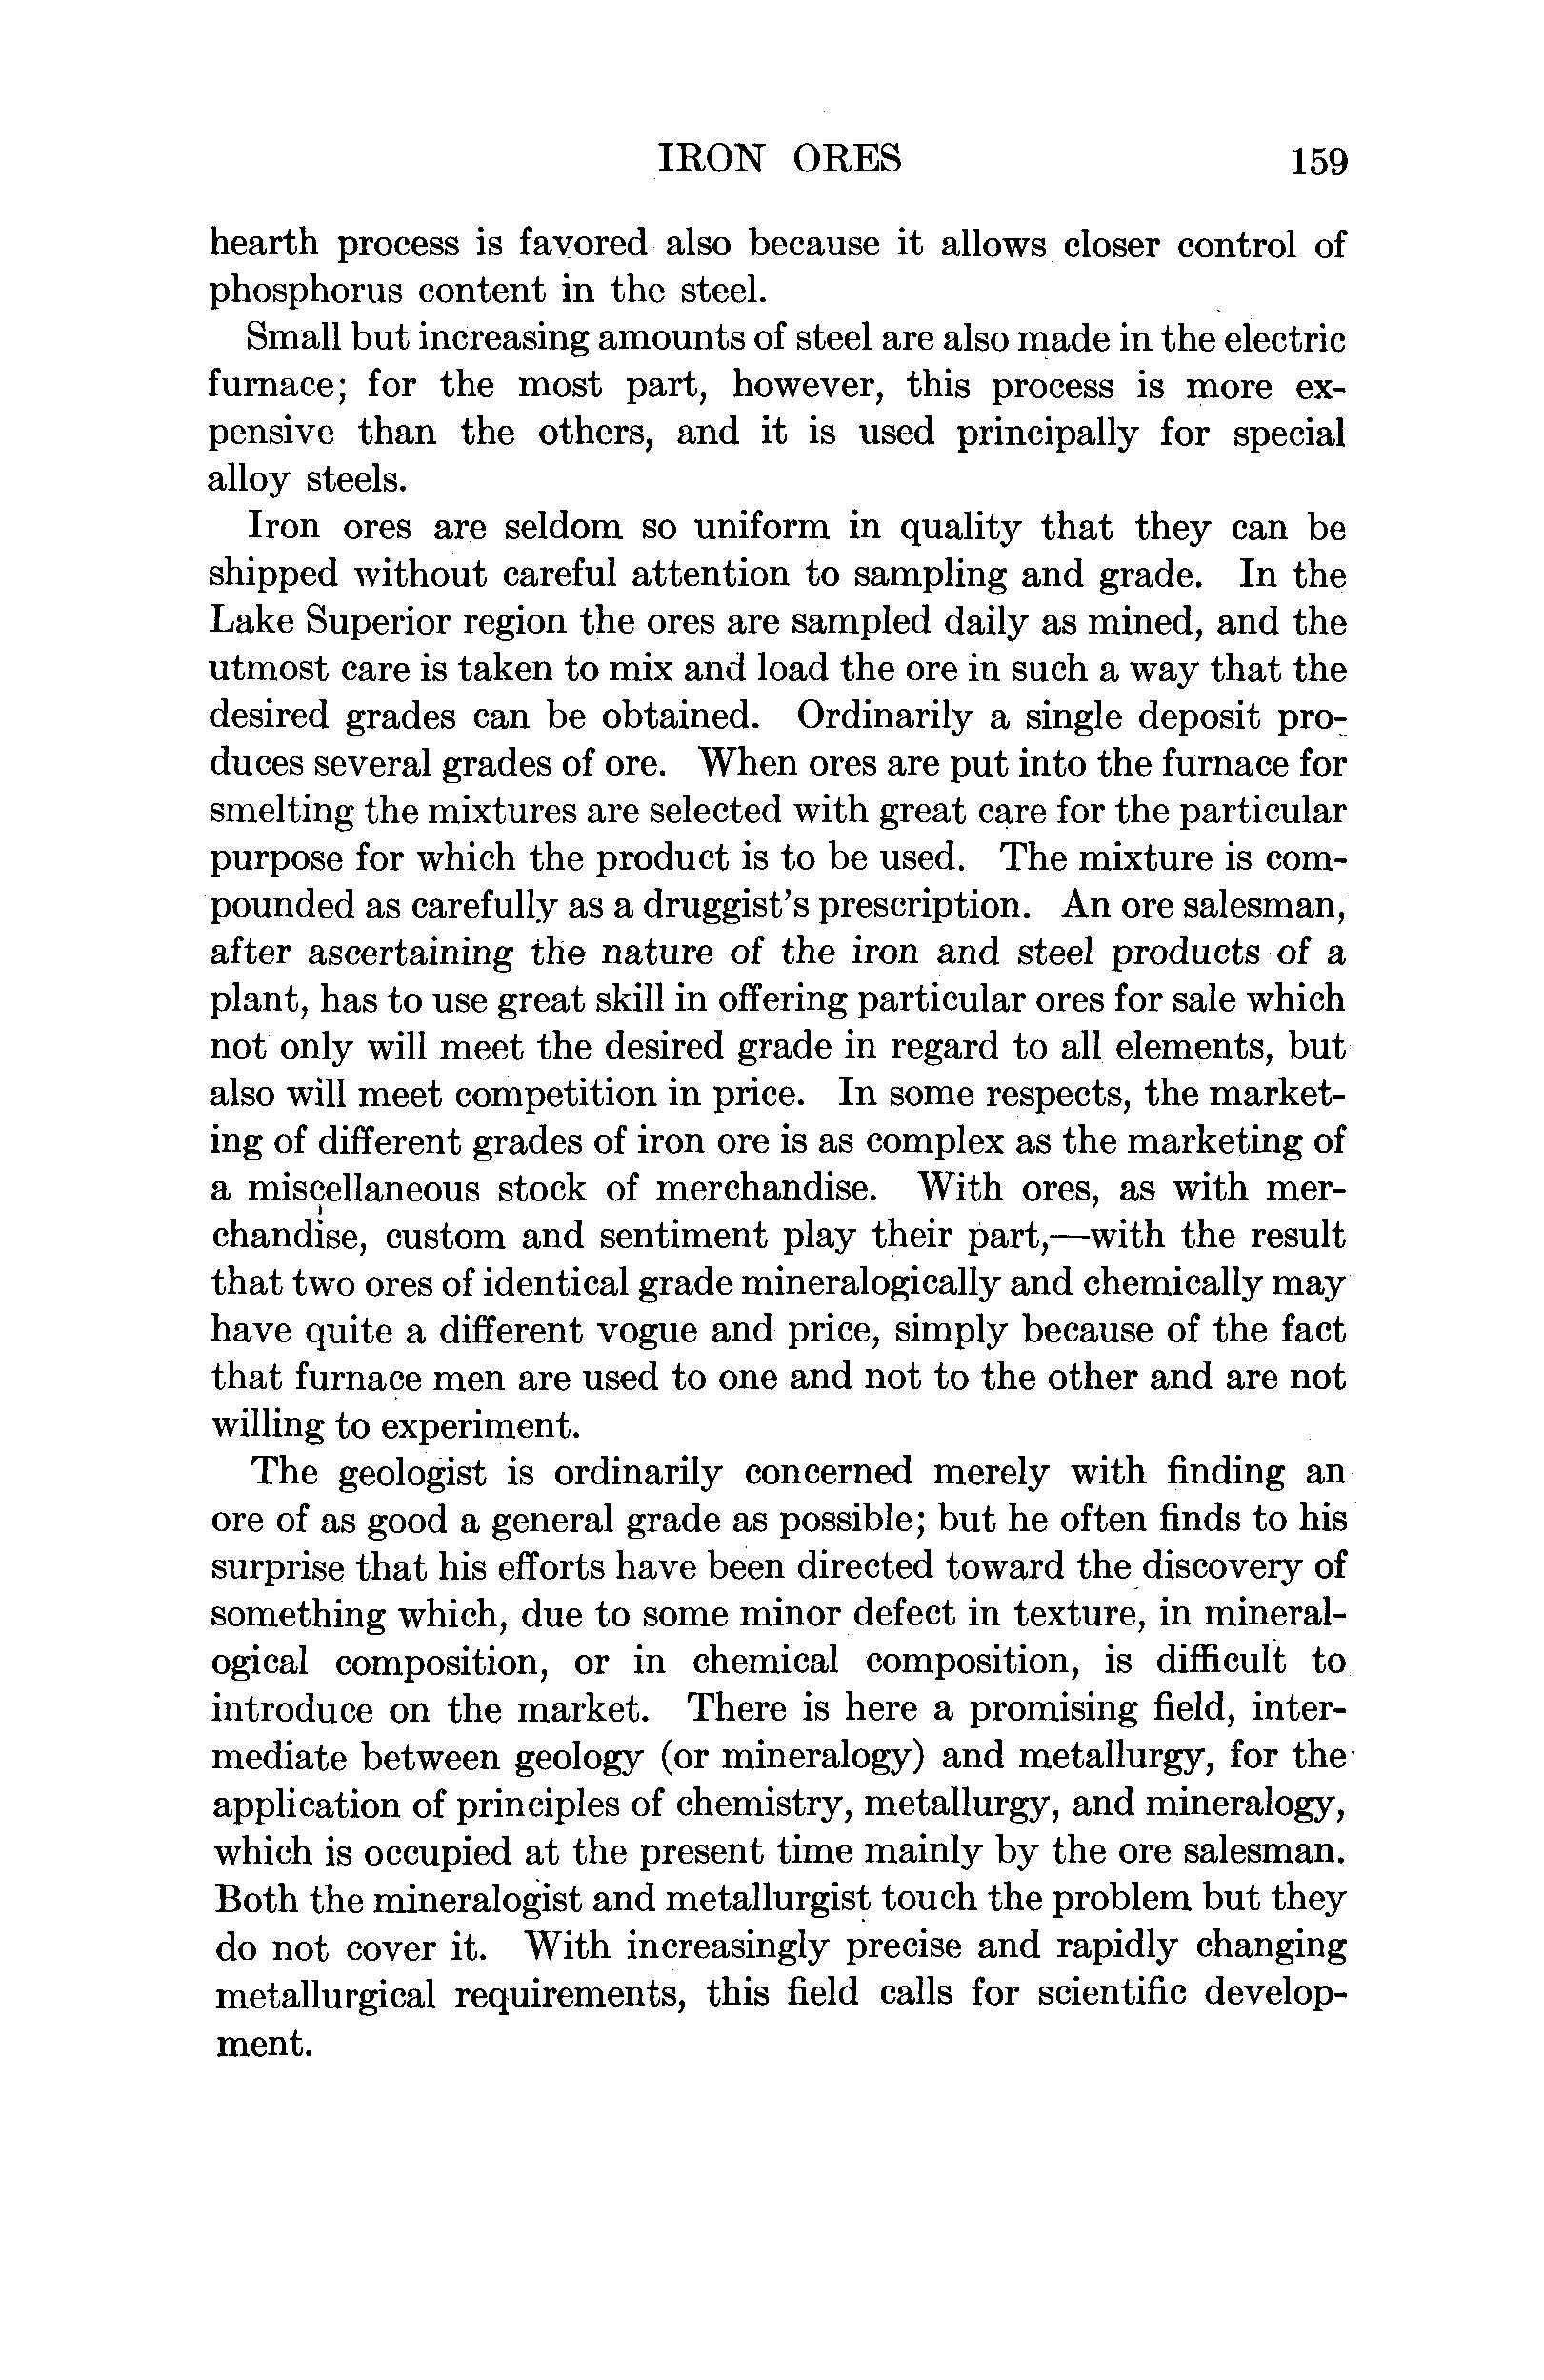 IRON ORES 159
hearth process is favored also because it allows closer control of
phosphorus content in the steel.
Small but increasing amounts of steel are also made in the electric
furnace; for the most part, however, this process is more ex-
pensive than the others, and it is used principally for special
alloy steels.
Iron ores are seldom so uniform in quality that they can be
shipped without careful attention to sampling and grade. In the
Lake Superior region the ores are sampled daily as mined, and the
utmost care is taken to mix and load the ore in such a way that the
desired grades can be obtained. Ordinarily a single deposit pro-
duces several grades of ore. When ores are put into the furnace for
smelting the mixtures are selected with great care for the particular
purpose for which the product is to be used. The mixture is com-
pounded as carefully as a druggist's prescription. An ore salesman,
after ascertaining the nature of the iron and steel products of a
plant, has to use great skill in offering particular ores for sale which
not only will meet the desired grade in regard to all elements, but
also will meet competition in price. In some respects, the market-
ing of different grades of iron ore is as complex as the marketing of
a miscellaneous stock of merchandise. With ores, as with mer-
chandise, custom and sentiment play their part,—with the result
that two ores of identical grade mineralogically and chemically may
have quite a different vogue and price, simply because of the fact
that furnace men are used to one and not to the other and are not
willing to experiment.
The geologist is ordinarily concerned merely with finding an
ore of as good a general grade as possible; but he often finds to his
surprise that his efforts have been directed toward the discovery of
something which, due to some minor defect in texture, in mineral-
ogical composition, or in chemical composition, is difficult to
introduce on the market. There is here a promising field, inter-
mediate between geology (or mineralogy) and metallurgy, for the
application of principles of chemistry, metallurgy, and mineralogy,
which is occupied at the present time mainly by the ore salesman.
Both the mineralogist and metallurgist touch the problem but they
do not cover it. With increasingly precise and rapidly changing
metallurgical requirements, this field calls for scientific develop-
ment.